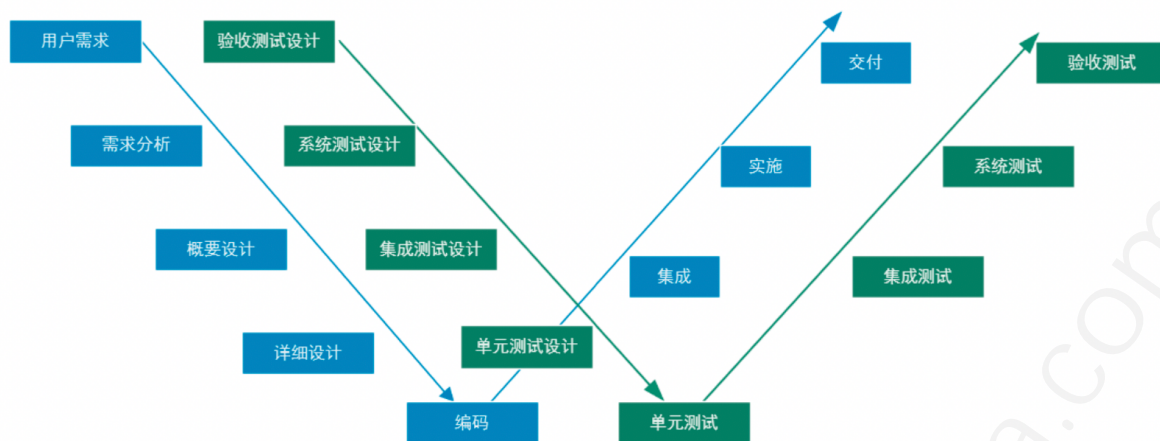 用户需求
验收测试设计
交付
验收测试
需求分析
系统测试设计
实施
系统测试
概要设计
集成测试设计
集成
集成测试
详细设计
单元测试设计
编码
单元测试
a.com